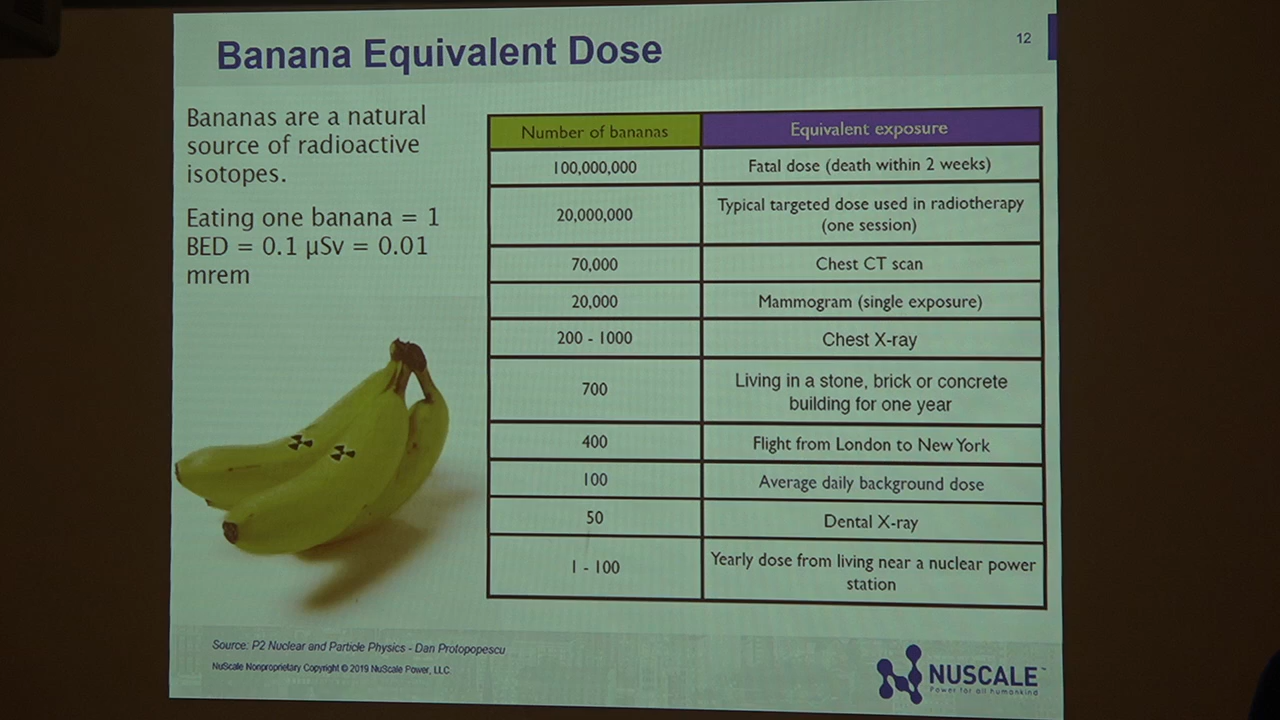 Banana Equivalent Dose
12
Bananas are a natural
source of radioactive
isotopes.
Eating one banana = 1
BED = 0.1 µSv = 0.01
mrem
Number of bananas
Equivalent exposure
100,000,000
Fatal dose (death within 2 weeks)
20,000,000
Typical targeted dose used in radiotherapy
(one session)
70,000
Chest CT scan
20,000
Mammogram (single exposure)
200 - 1000
Chest X-ray
700
Living in a stone, brick or concrete
building for one year
400
Flight from London to New York
100
Average daily background dose
50
Dental X-ray
1 - 100
Yearly dose from living near a nuclear power
station
Source: P2 Nuclear and Particle Physics - Dan Protopopescu
NuScale Nonproprietary Copyright © 2019 NuScale Power, LLC
NUSCALE™
Power for all humankind